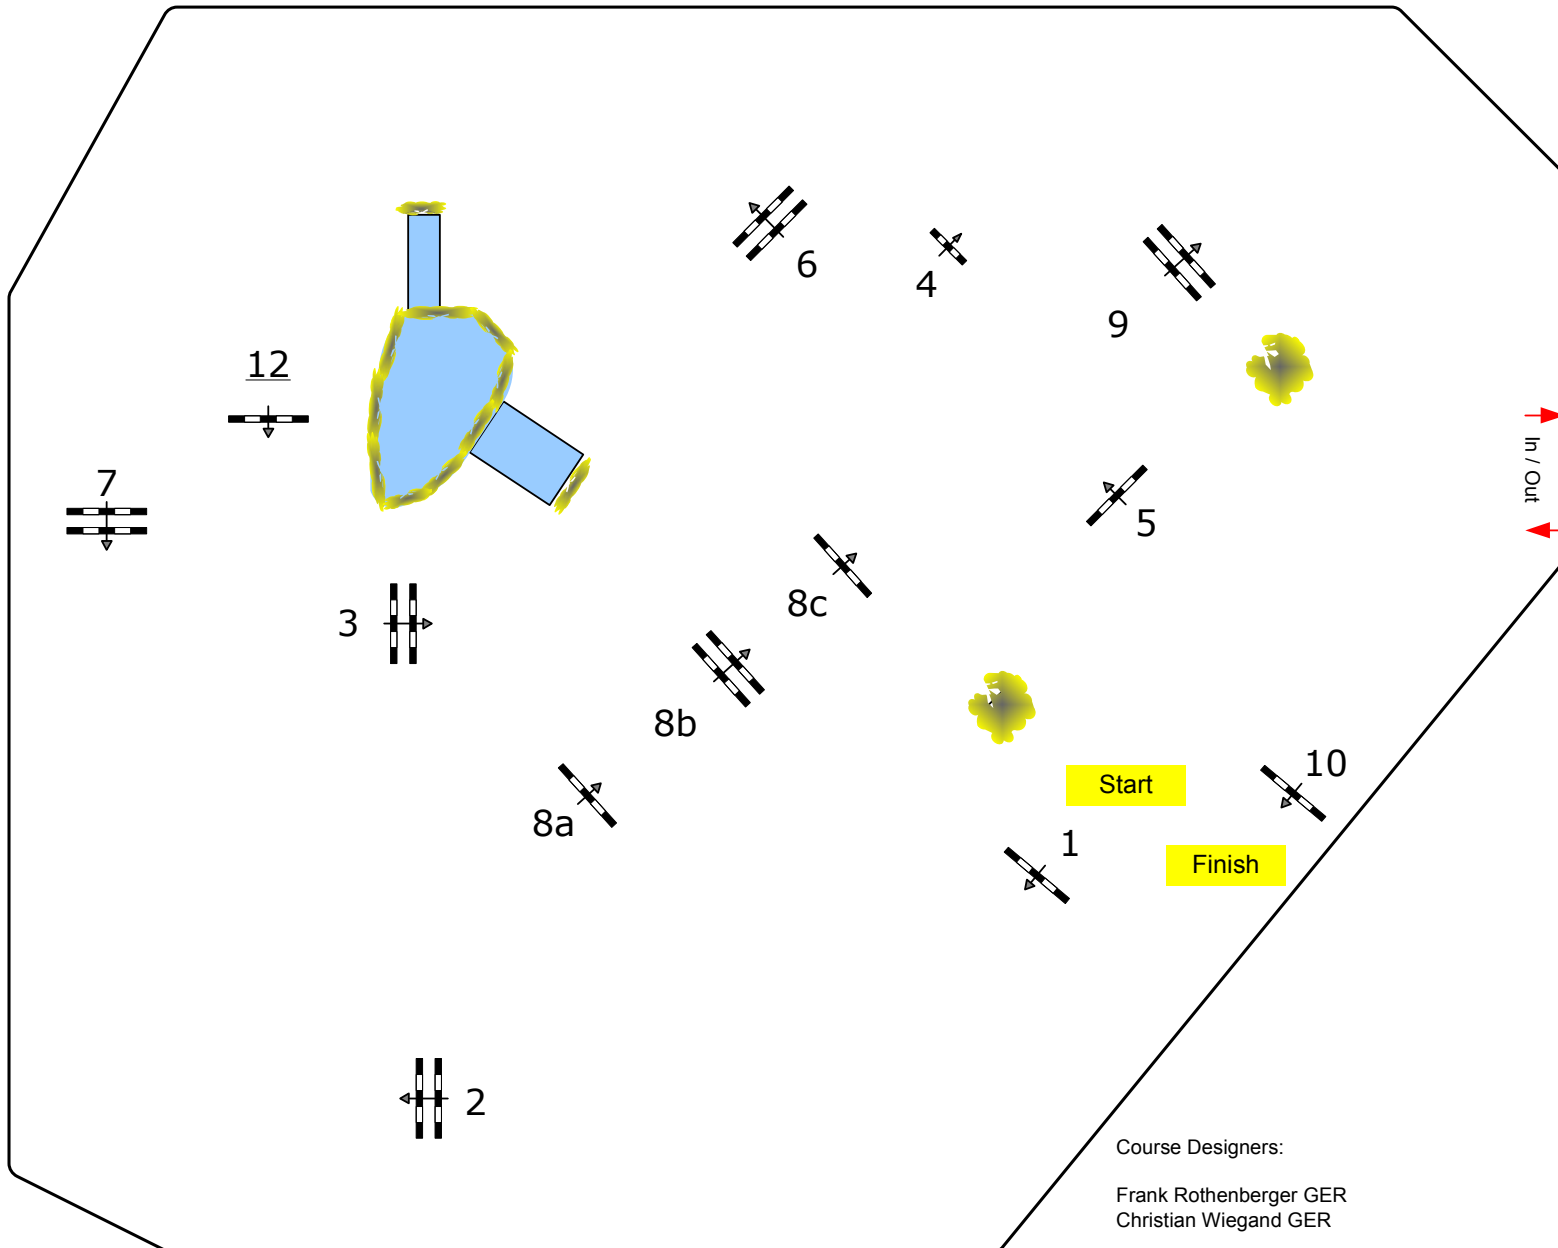 6
4
9
12
7
In / Out
5
3
8c
8b
8a
Start
10
1
Finish
2
Course Designers:
Frank Rothenberger GER
Christian Wiegand GER